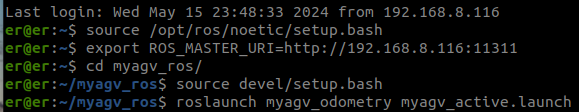 Last login: Wed May 15 23:48:33 2024 from 192.168.8.116
er@er:~$ source /opt/ros/noetic/setup.bash
er@er:~$ export ROS_MASTER_URI=http://192.168.8.116:11311
er@er:~$ cd myagv_ros/
er@er:~/myagv_ros$ source devel/setup.bash
er@er:~/myagv_ros$ roslaunch myagv_odometry myagv_active.launch